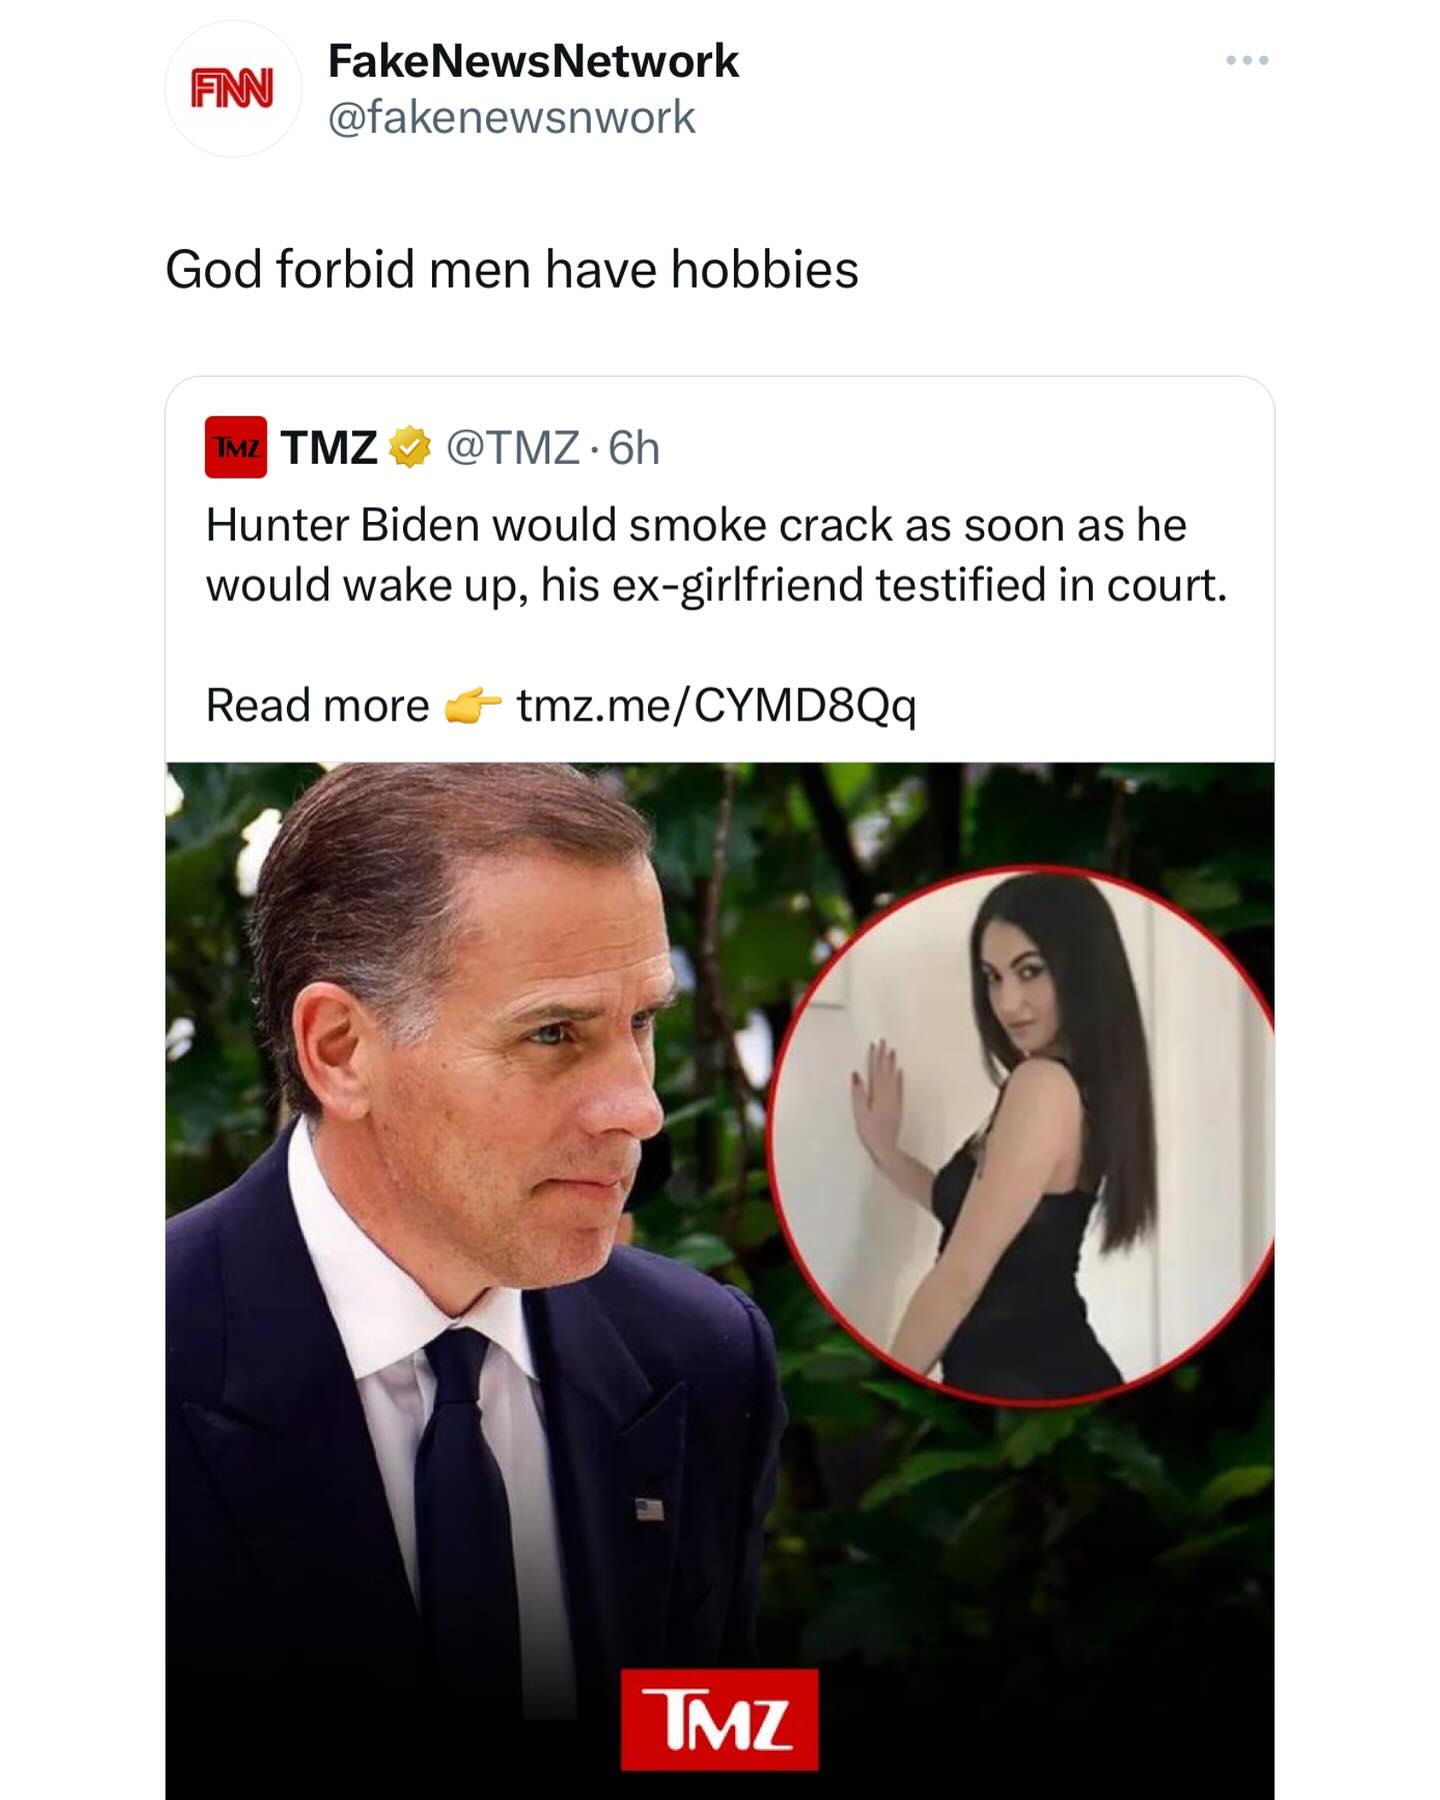 FNN
FakeNewsNetwork
@fakenewsnwork
God forbid men have hobbies
TMZ
TMZ @TMZ · 6h
Hunter Biden would smoke crack as soon as he
would wake up, his ex-girlfriend testified in court.
Read more 👉 tmz.me/CYMD8Qq
TMZ